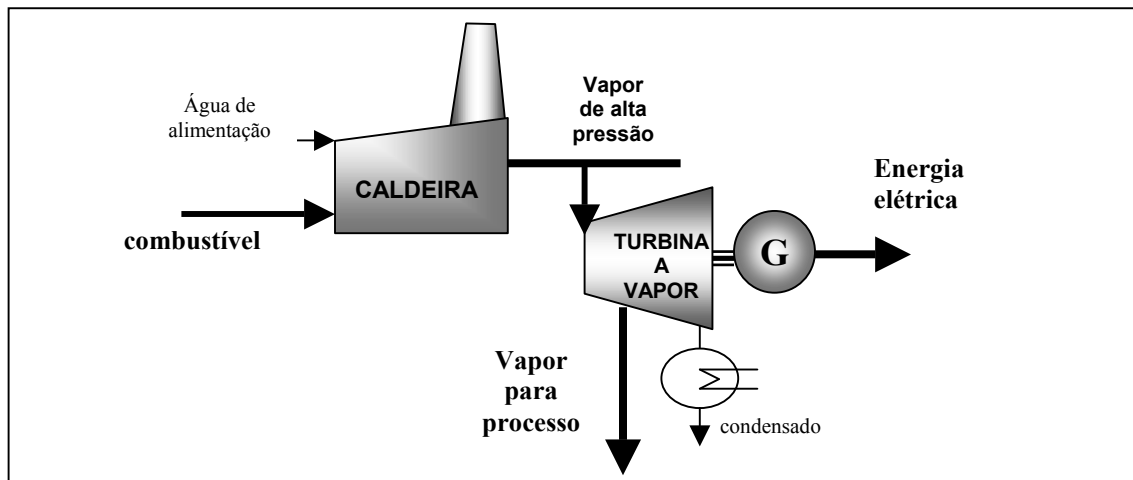 Água de
alimentação
combustível
CALDEIRA
Vapor
de alta
pressão
TURBINA
A
VAPOR
G
Energia
elétrica
Vapor
para
processo
condensado